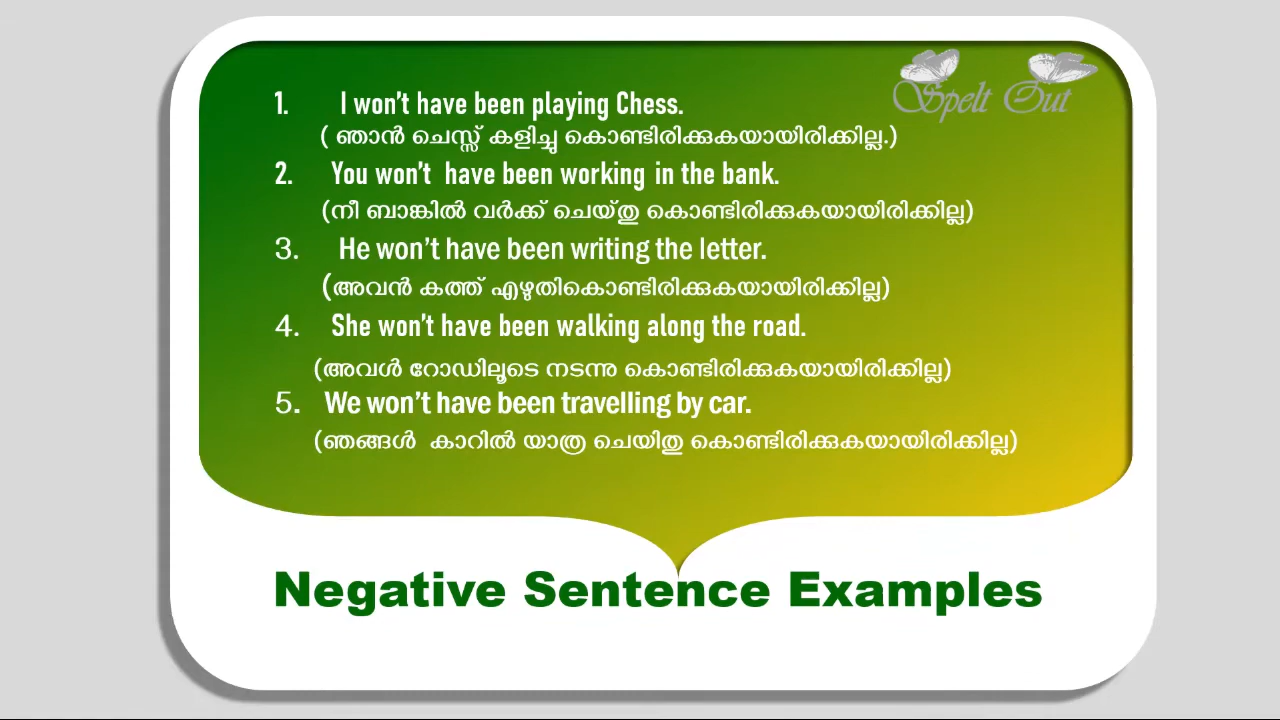 Spelt Out
1. I won't have been playing Chess.
( ഞാൻ ചെസ്സ് കളിച്ചു കൊണ്ടിരിക്കുകയായിരിക്കില്ല.)
2. You won't have been working in the bank.
(നീ ബാങ്കിൽ വർക്ക് ചെയ്തു കൊണ്ടിരിക്കുകയായിരിക്കില്ല)
3. He won't have been writing the letter.
(അവൻ കത്ത് എഴുതികൊണ്ടിരിക്കുകയായിരിക്കില്ല)
4. She won't have been walking along the road.
(അവൾ റോഡിലൂടെ നടന്നു കൊണ്ടിരിക്കുകയായിരിക്കില്ല)
5. We won't have been travelling by car.
(ഞങ്ങൾ കാറിൽ യാത്ര ചെയിതു കൊണ്ടിരിക്കുകയായിരിക്കില്ല)
Negative Sentence Examples